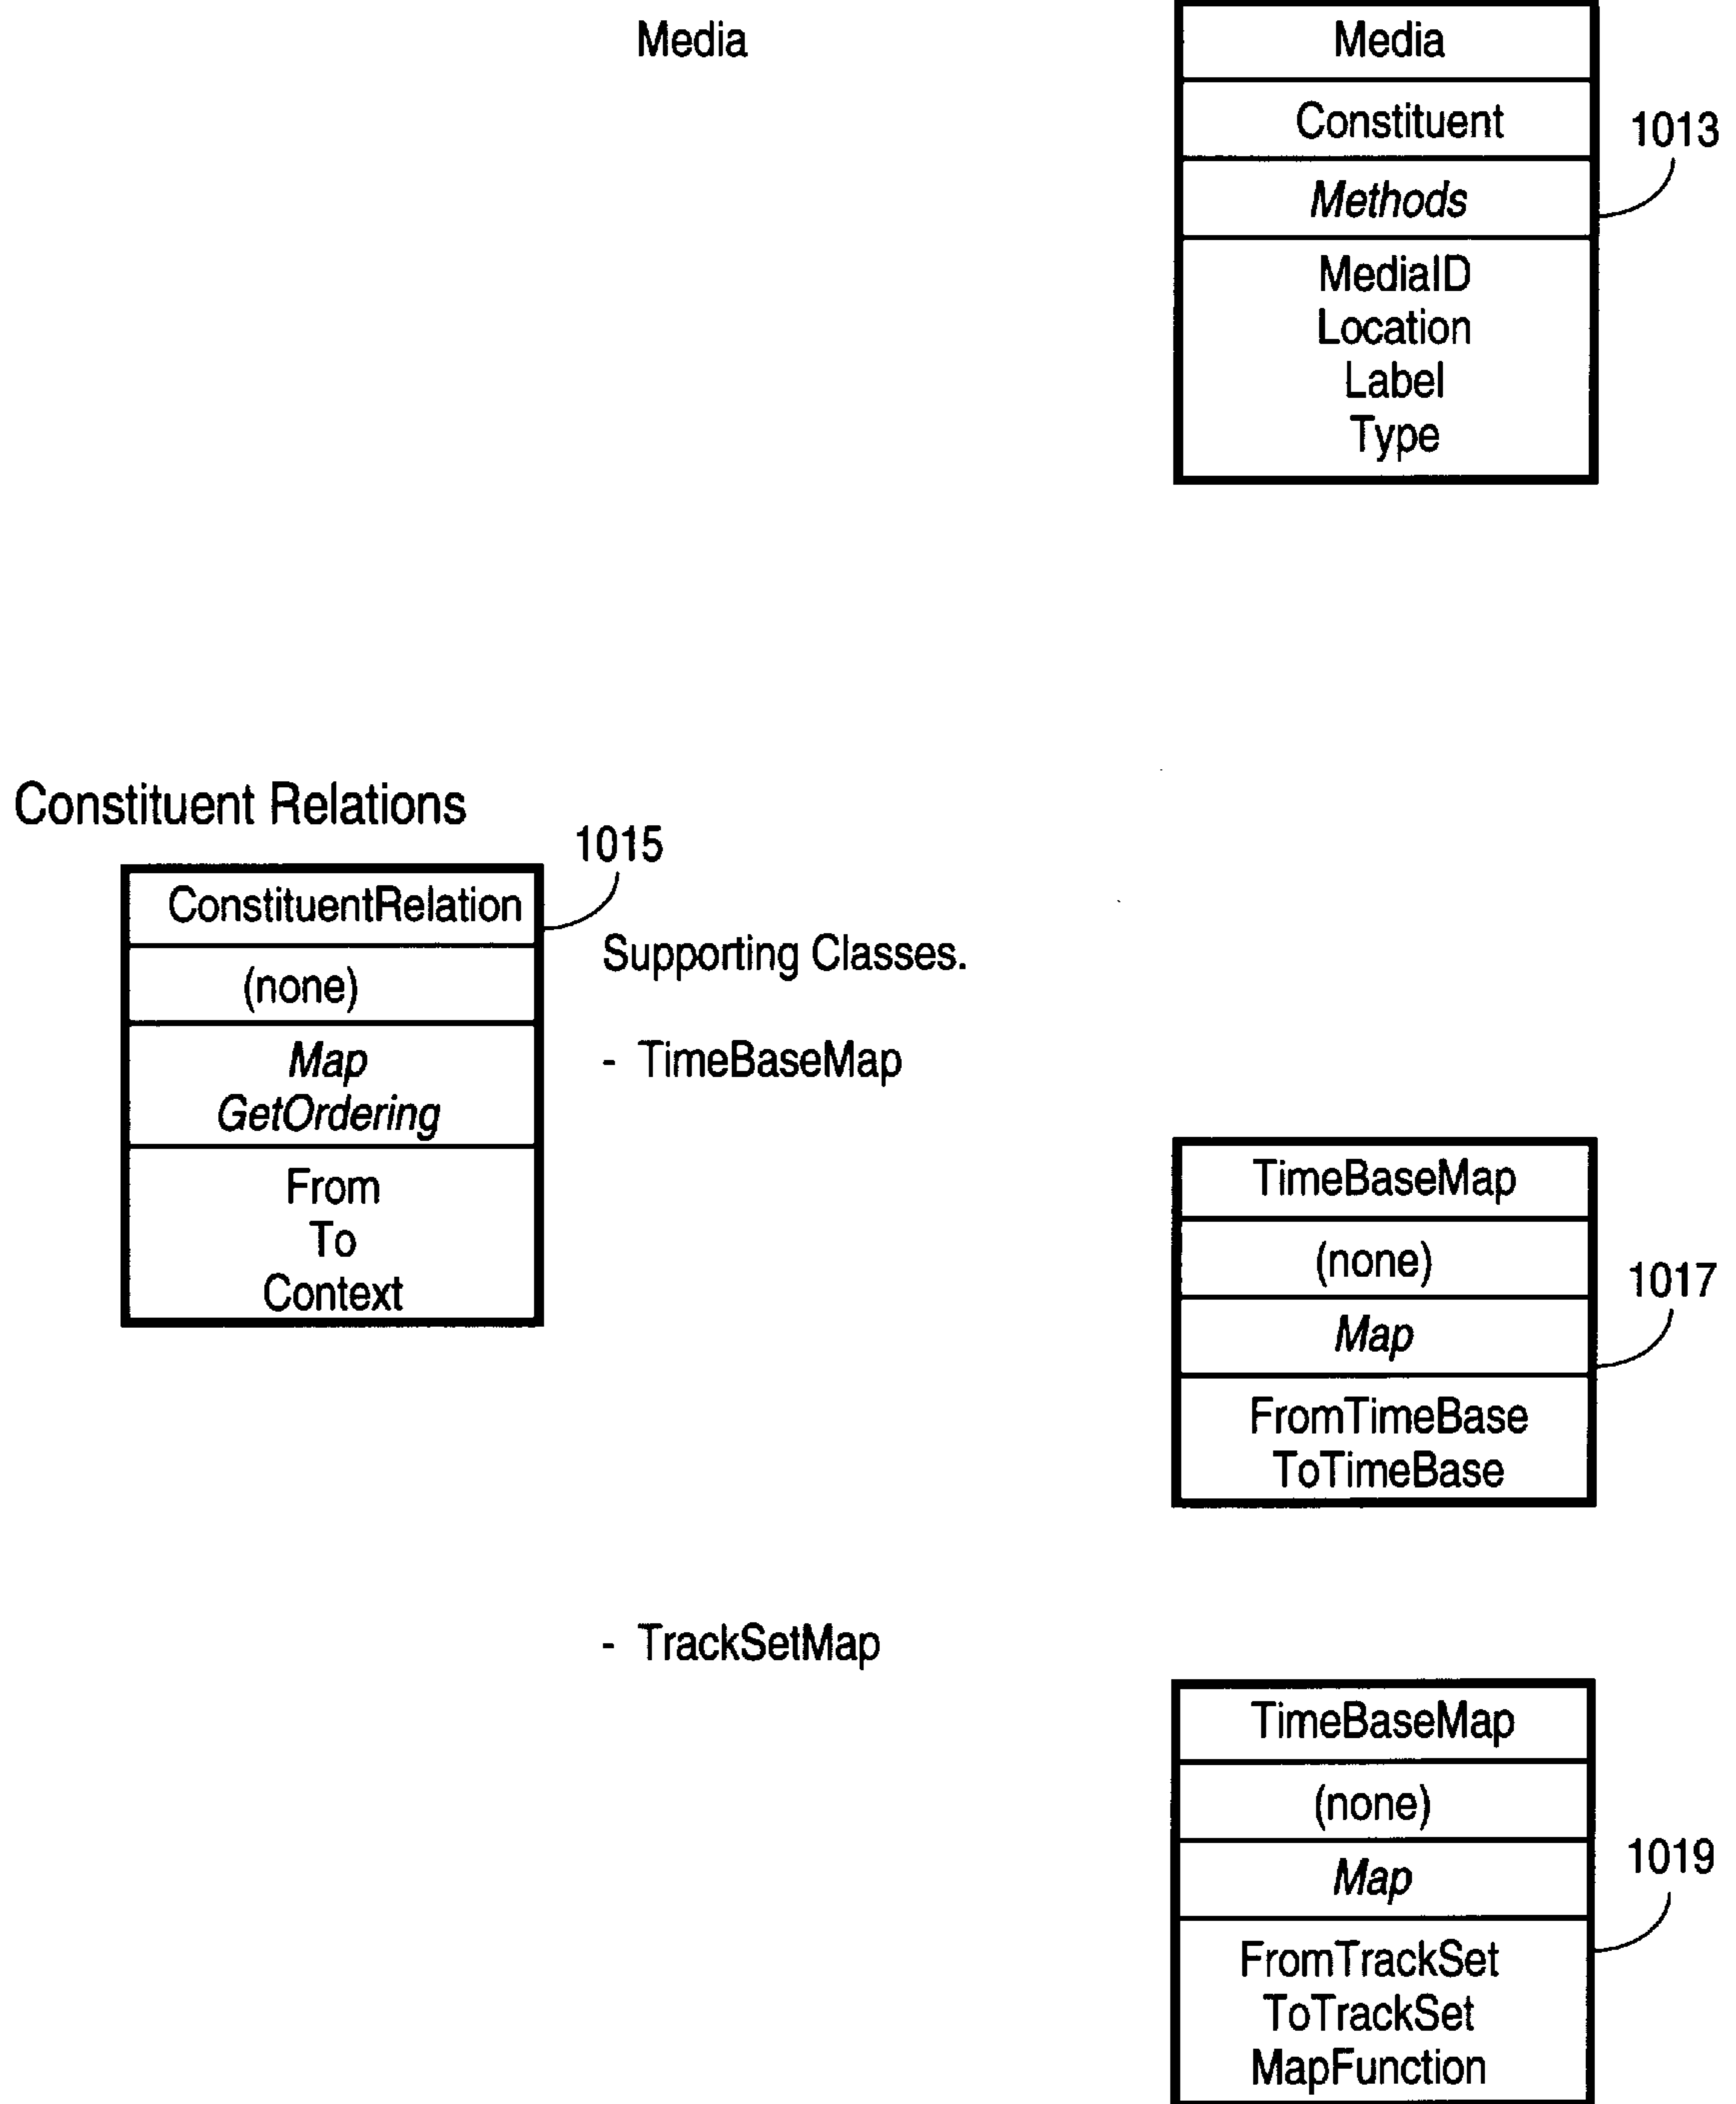 Media
Media
Constituent
1013
Methods
MediaID
Location
Label
Type
Constituent Relations
1015
ConstituentRelation
(none)
Map
GetOrdering
From
To
Context
Supporting Classes.
- TimeBaseMap
TimeBaseMap
(none)
1017
Map
FromTimeBase
ToTimeBase
- TrackSetMap
TimeBaseMap
(none)
1019
Map
FromTrackSet
ToTrackSet
MapFunction